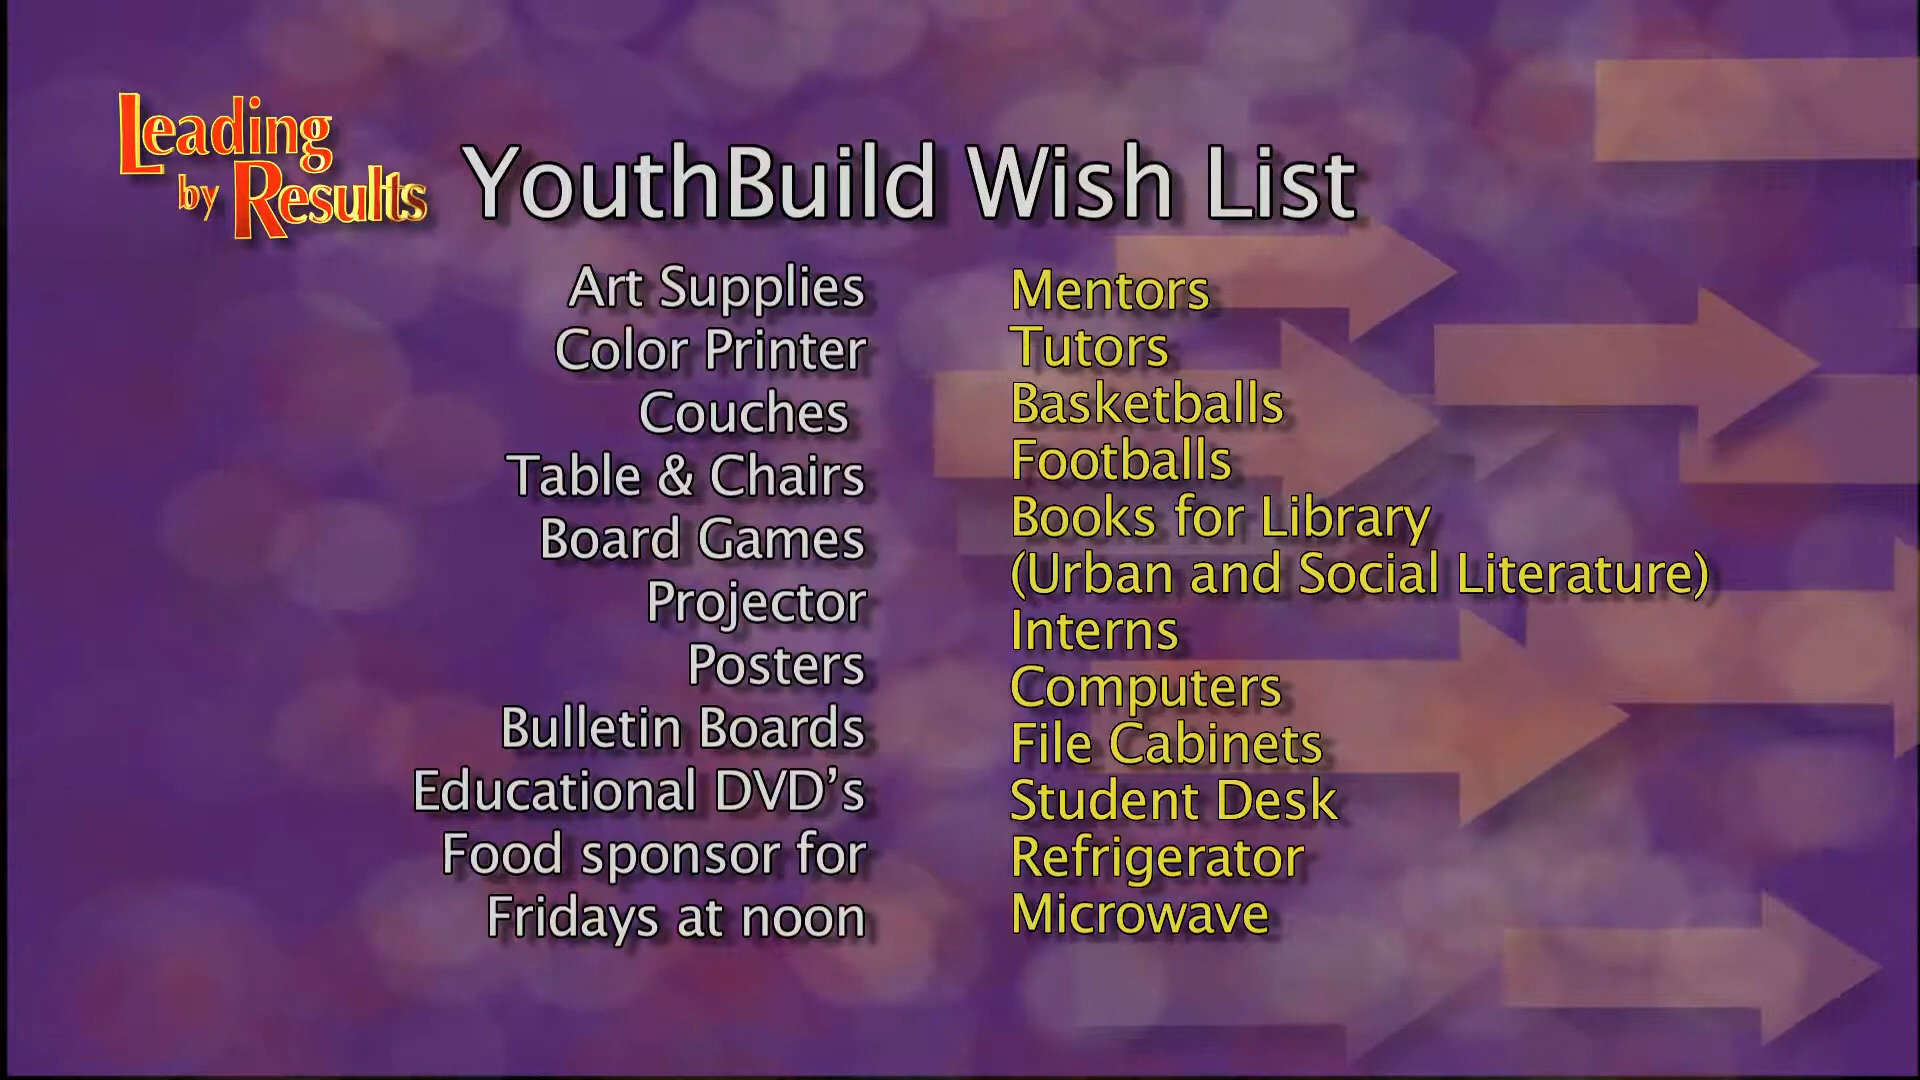 Leading
by Results
YouthBuild Wish List
Art Supplies
Color Printer
Couches
Table & Chairs
Board Games
Projector
Posters
Bulletin Boards
Educational DVD’s
Food sponsor for
Fridays at noon
Mentors
Tutors
Basketballs
Footballs
Books for Library
(Urban and Social Literature)
Interns
Computers
File Cabinets
Student Desk
Refrigerator
Microwave